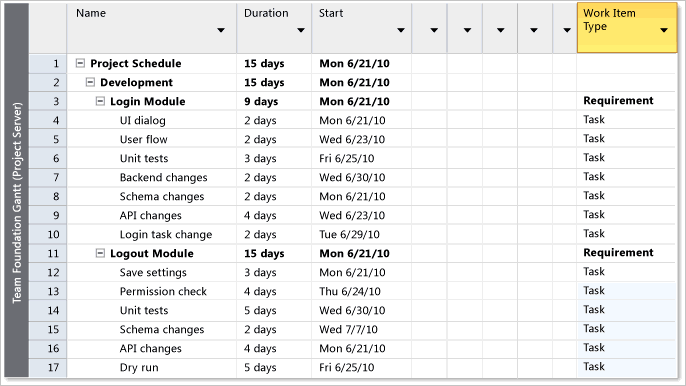 Team Foundation Gantt (Project Server)
Name Duration Start Work Item Type
1 Project Schedule 15 days Mon 6/21/10
2 Development 15 days Mon 6/21/10
3 Login Module 9 days Mon 6/21/10 Requirement
4 UI dialog 2 days Mon 6/21/10 Task
5 User flow 2 days Wed 6/23/10 Task
6 Unit tests 3 days Fri 6/25/10 Task
7 Backend changes 2 days Wed 6/30/10 Task
8 Schema changes 2 days Mon 6/21/10 Task
9 API changes 4 days Wed 6/23/10 Task
10 Login task change 2 days Tue 6/29/10 Task
11 Logout Module 15 days Mon 6/21/10 Requirement
12 Save settings 3 days Mon 6/21/10 Task
13 Permission check 4 days Thu 6/24/10 Task
14 Unit tests 5 days Wed 6/30/10 Task
15 Schema changes 2 days Wed 7/7/10 Task
16 API changes 4 days Mon 6/21/10 Task
17 Dry run 5 days Fri 6/25/10 Task